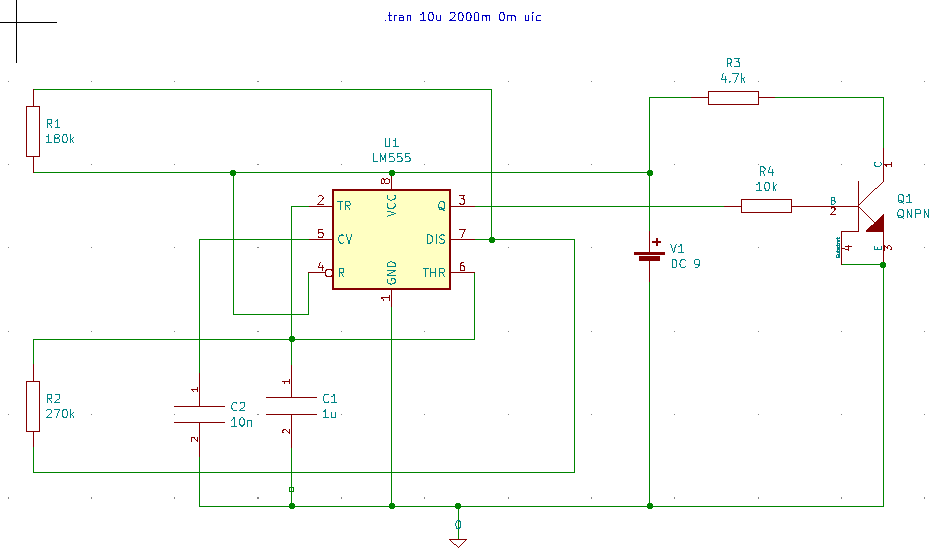 .tran 10u 2000m 0m uic
R3
4.7k
R1
180k
U1
LM555
8
VCC
2 TR
Q 3
5 CV
DIS 7
4 R
THR 6
GND
1
R4
10k
C 1
B
2
Q1
QNPN
4
E 3
V1
DC 9
R2
270k
1
C2
10n
2
1
C1
1u
2
0